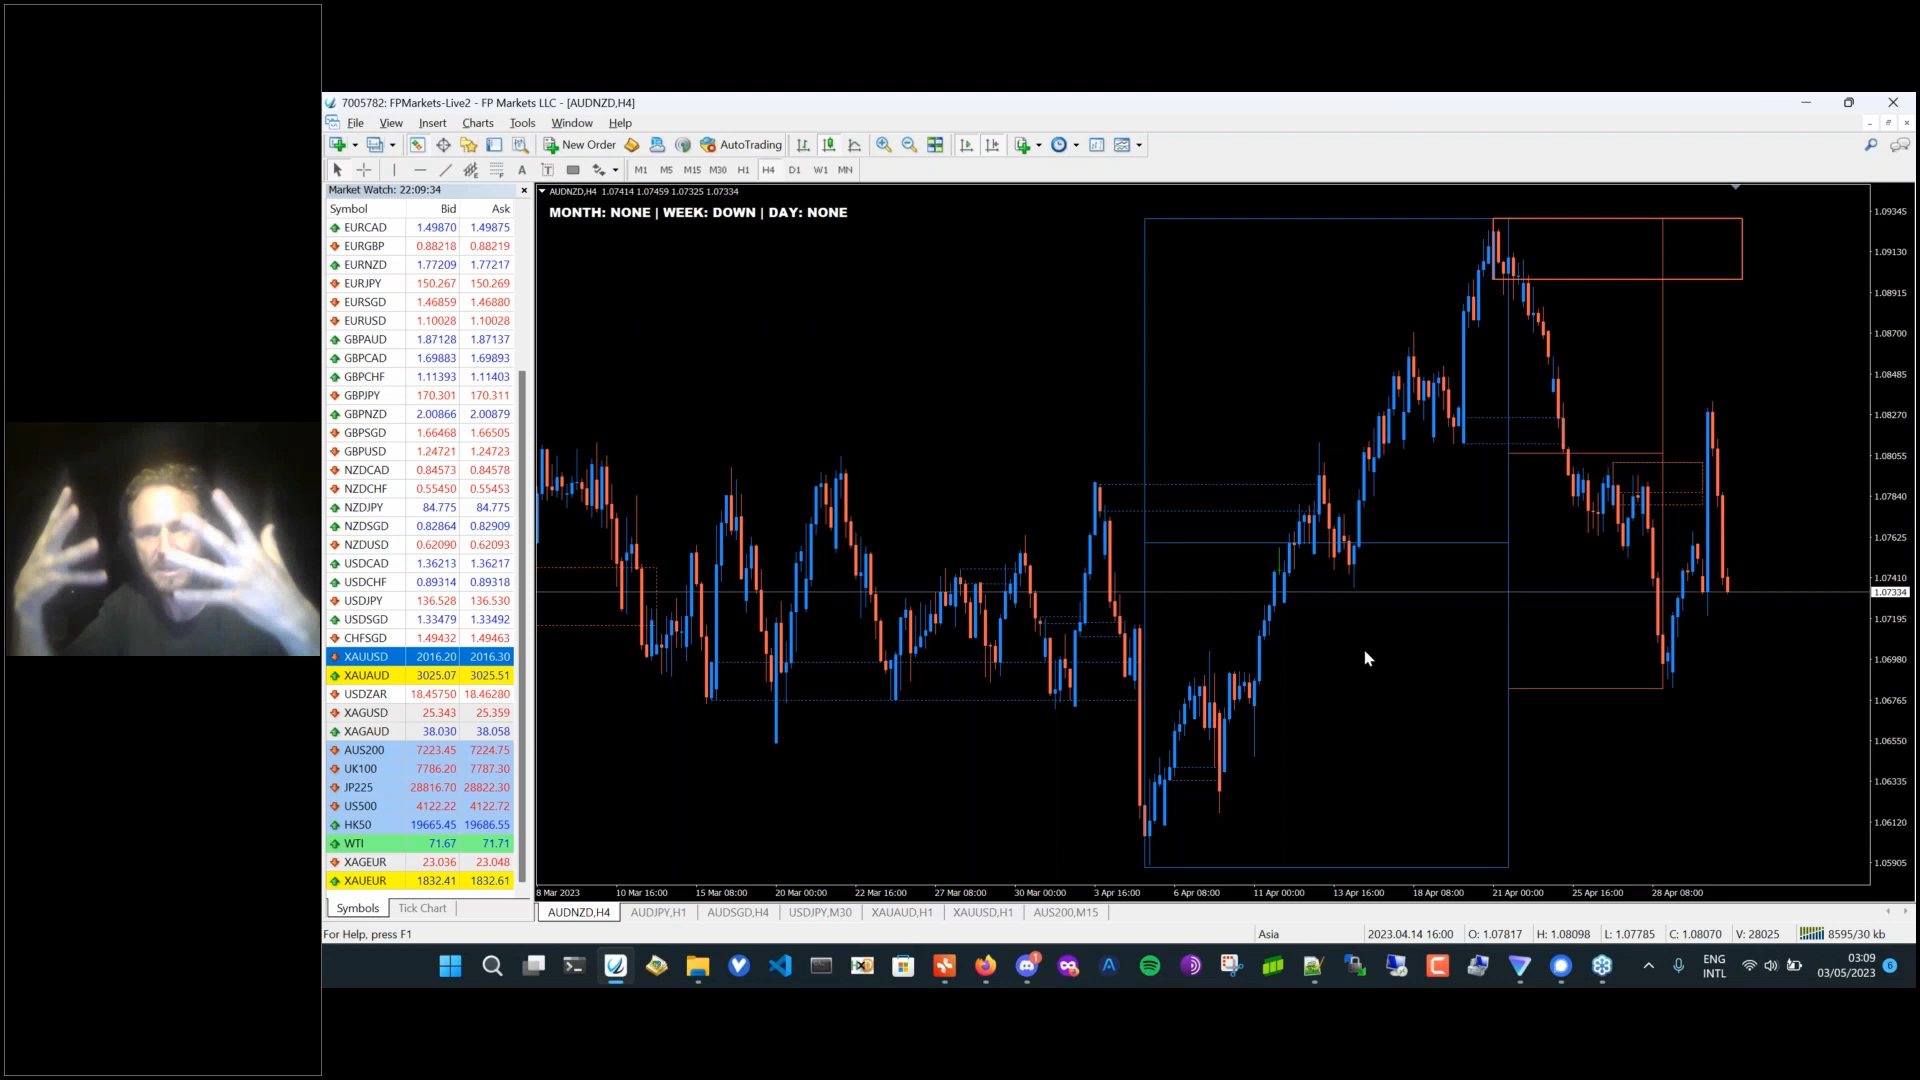 7005782: FPMarkets-Live2 - FP Markets LLC - [AUDNZD,H4]
File View Insert Charts Tools Window Help
New Order AutoTrading
A T M1 M5 M15 M30 H1 H4 D1 W1 MN
Market Watch: 22:09:34
Symbol Bid Ask
EURCAD 1.49870 1.49875
EURGBP 0.88218 0.88219
EURNZD 1.77209 1.77217
EURJPY 150.267 150.269
EURSGD 1.46859 1.46880
EURUSD 1.10028 1.10028
GBPAUD 1.87128 1.87137
GBPCAD 1.69883 1.69893
GBPCHF 1.11393 1.11403
GBPJPY 170.301 170.311
GBPNZD 2.00866 2.00879
GBPSGD 1.66468 1.66505
GBPUSD 1.24721 1.24723
NZDCAD 0.84573 0.84578
NZDCHF 0.55450 0.55453
NZDJPY 84.775 84.775
NZDSGD 0.82864 0.82909
NZDUSD 0.62090 0.62093
USDCAD 1.36213 1.36217
USDCHF 0.89314 0.89318
USDJPY 136.528 136.530
USDSGD 1.33479 1.33492
CHFSGD 1.49432 1.49463
XAUUSD 2016.20 2016.30
XAUAUD 3025.07 3025.51
USDZAR 18.45750 18.46280
XAGUSD 25.343 25.359
XAGAUD 38.030 38.058
AUS200 7223.45 7224.75
UK100 7786.20 7787.30
JP225 28816.70 28822.30
US500 4122.22 4122.72
HK50 19665.45 19686.55
WTI 71.67 71.71
XAGEUR 23.036 23.048
XAUEUR 1832.41 1832.61
Symbols Tick Chart
AUDNZD,H4 1.07414 1.07459 1.07325 1.07334
MONTH: NONE | WEEK: DOWN | DAY: NONE
1.09345
1.09130
1.08915
1.08700
1.08485
1.08270
1.08055
1.07840
1.07625
1.07410
1.07334
1.07195
1.06980
1.06765
1.06550
1.06335
1.06120
1.05905
8 Mar 2023 10 Mar 16:00 15 Mar 08:00 20 Mar 00:00 22 Mar 16:00 27 Mar 08:00 30 Mar 00:00 3 Apr 16:00 6 Apr 08:00 11 Apr 00:00 13 Apr 16:00 18 Apr 08:00 21 Apr 00:00 25 Apr 16:00 28 Apr 08:00
AUDNZD,H4 AUDJPY,H1 AUDSGD,H4 USDJPY,M30 XAUAUD,H1 XAUUSD,H1 AUS200,M15
For Help, press F1 Asia 2023.04.14 16:00 O: 1.07817 H: 1.08098 L: 1.07785 C: 1.08070 V: 28025 8595/30 kb
ENG
INTL
03:09
03/05/2023
6
1